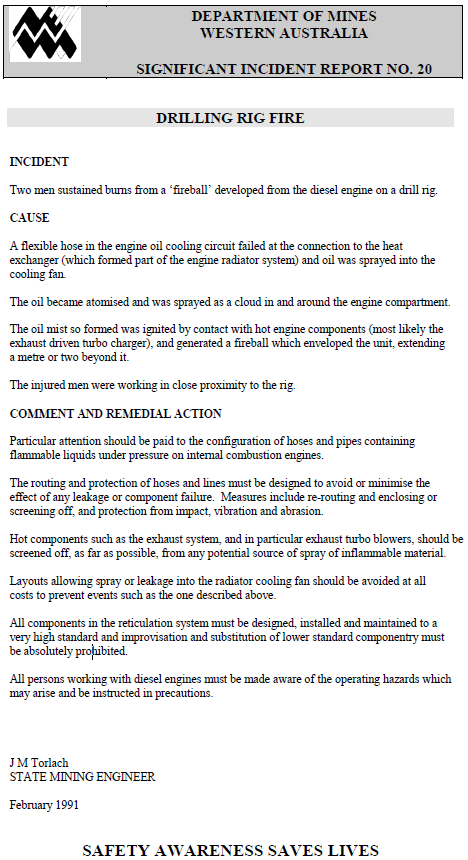 DEPARTMENT OF MINES
WESTERN AUSTRALIA
SIGNIFICANT INCIDENT REPORT NO. 20
DRILLING RIG FIRE
INCIDENT
Two men sustained burns from a ‘fireball’ developed from the diesel engine on a drill rig.
CAUSE
A flexible hose in the engine oil cooling circuit failed at the connection to the heat
exchanger (which formed part of the engine radiator system) and oil was sprayed into the
cooling fan.
The oil became atomised and was sprayed as a cloud in and around the engine compartment.
The oil mist so formed was ignited by contact with hot engine components (most likely the
exhaust driven turbo charger), and generated a fireball which enveloped the unit, extending
a metre or two beyond it.
The injured men were working in close proximity to the rig.
COMMENT AND REMEDIAL ACTION
Particular attention should be paid to the configuration of hoses and pipes containing
flammable liquids under pressure on internal combustion engines.
The routing and protection of hoses and lines must be designed to avoid or minimise the
effect of any leakage or component failure.  Measures include re-routing and enclosing or
screening off, and protection from impact, vibration and abrasion.
Hot components such as the exhaust system, and in particular exhaust turbo blowers, should be
screened off, as far as possible, from any potential source of spray of inflammable material.
Layouts allowing spray or leakage into the radiator cooling fan should be avoided at all
costs to prevent events such as the one described above.
All components in the reticulation system must be designed, installed and maintained to a
very high standard and improvisation and substitution of lower standard componentry must
be absolutely prohibited.
All persons working with diesel engines must be made aware of the operating hazards which
may arise and be instructed in precautions.
J M Torlach
STATE MINING ENGINEER
February 1991
SAFETY AWARENESS SAVES LIVES